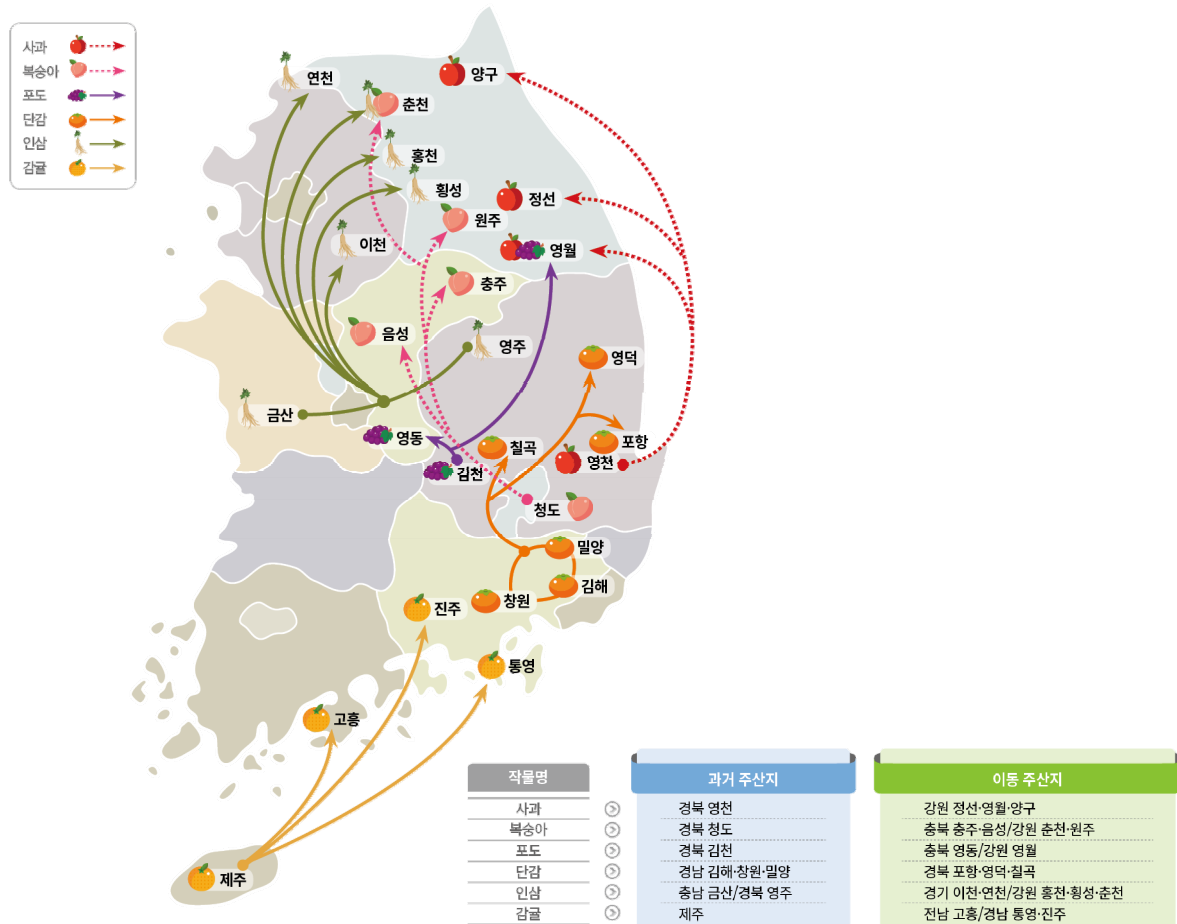 사과
복숭아
포도
단감
인삼
감귤
연천
양구
춘천
홍천
횡성
정선
원주
이천
영월
충주
음성
영주
영덕
금산
영동
칠곡
포항
김천
영천
청도
밀양
김해
창원
진주
통영
고흥
제주
작물명 과거 주산지 이동 주산지
사과 경북 영천 강원 정선·영월·양구
복숭아 경북 청도 충북 충주·음성/강원 춘천·원주
포도 경북 김천 충북 영동/강원 영월
단감 경남 김해·창원·밀양 경북 포항·영덕·칠곡
인삼 충남 금산/경북 영주 경기 이천·연천/강원 홍천·횡성·춘천
감귤 제주 전남 고흥/경남 통영·진주